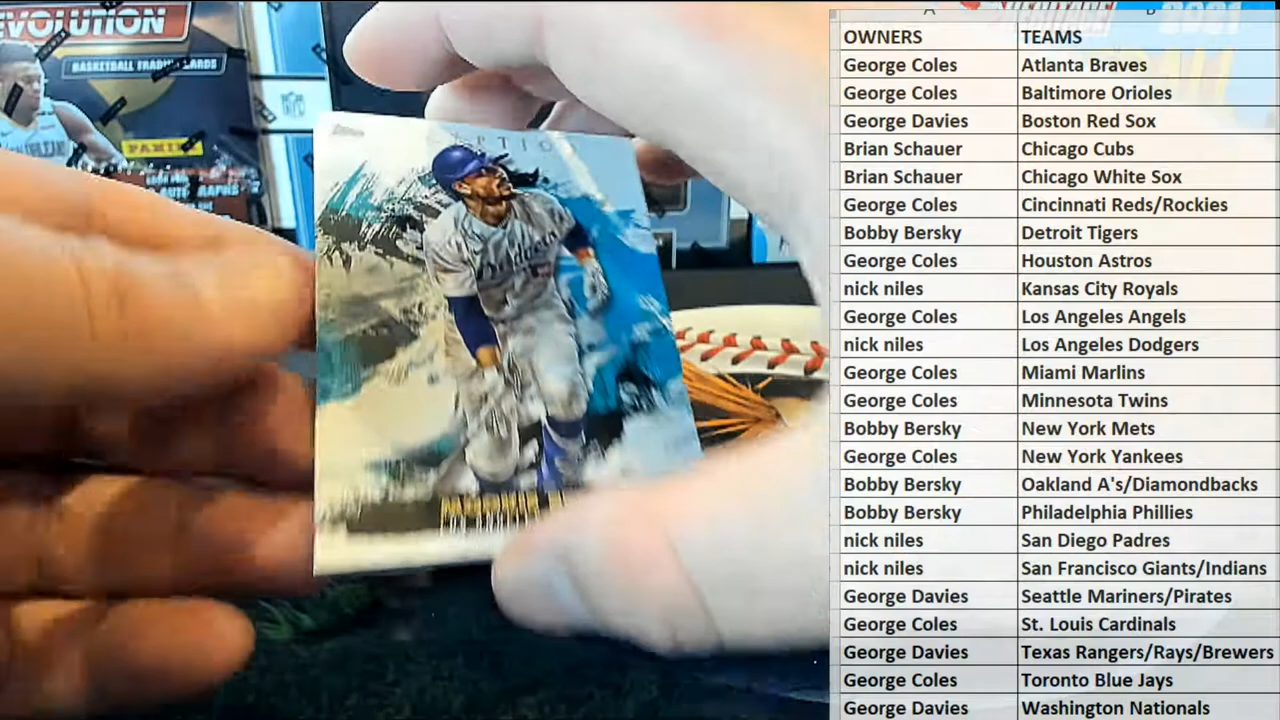 EVOLUTION
BASKETBALL TRADING CARDS
PANINI
NFL
A B
HERITAGE 2021
OWNERS TEAMS
George Coles Atlanta Braves
George Coles Baltimore Orioles
George Davies Boston Red Sox
Brian Schauer Chicago Cubs
Brian Schauer Chicago White Sox
George Coles Cincinnati Reds/Rockies
Bobby Bersky Detroit Tigers
George Coles Houston Astros
nick niles Kansas City Royals
George Coles Los Angeles Angels
nick niles Los Angeles Dodgers
George Coles Miami Marlins
George Coles Minnesota Twins
Bobby Bersky New York Mets
George Coles New York Yankees
Bobby Bersky Oakland A's/Diamondbacks
Bobby Bersky Philadelphia Phillies
nick niles San Diego Padres
nick niles San Francisco Giants/Indians
George Davies Seattle Mariners/Pirates
George Coles St. Louis Cardinals
George Davies Texas Rangers/Rays/Brewers
George Coles Toronto Blue Jays
George Davies Washington Nationals